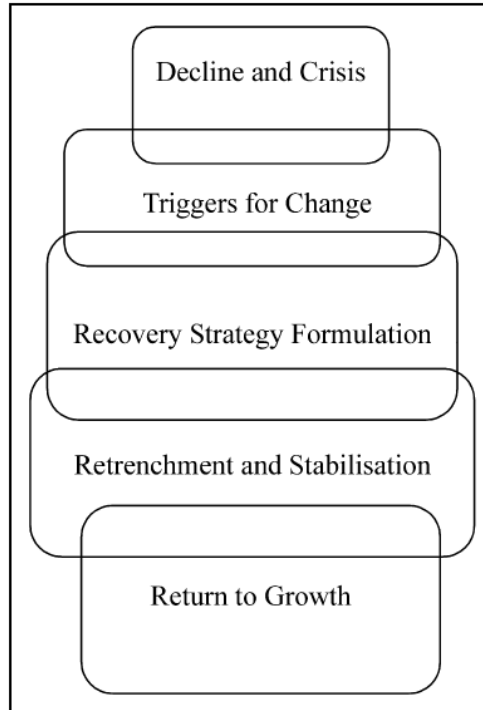 Decline and Crisis
Triggers for Change
Recovery Strategy Formulation
Retrenchment and Stabilisation
Return to Growth